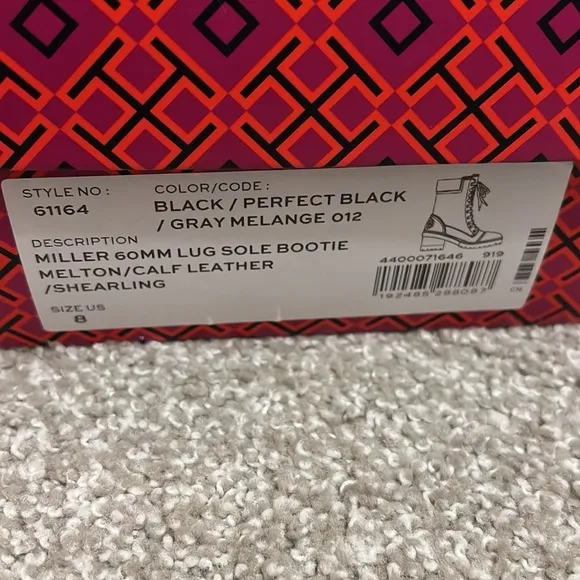 STYLE NO :
61164
COLOR/CODE :
BLACK / PERFECT BLACK
/ GRAY MELANGE 012
DESCRIPTION
MILLER 60MM LUG SOLE BOOTIE
MELTON/CALF LEATHER
/SHEARLING
SIZE US
8
4400071646 919
192485288087